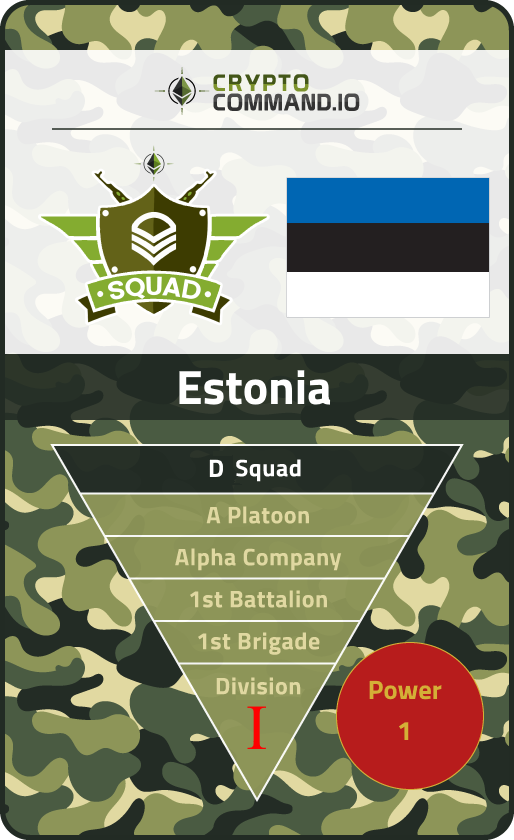 CRYPTO
COMMAND.IO
SQUAD
Estonia
D Squad
A Platoon
Alpha Company
1st Battalion
1st Brigade
Division
I
Power
1